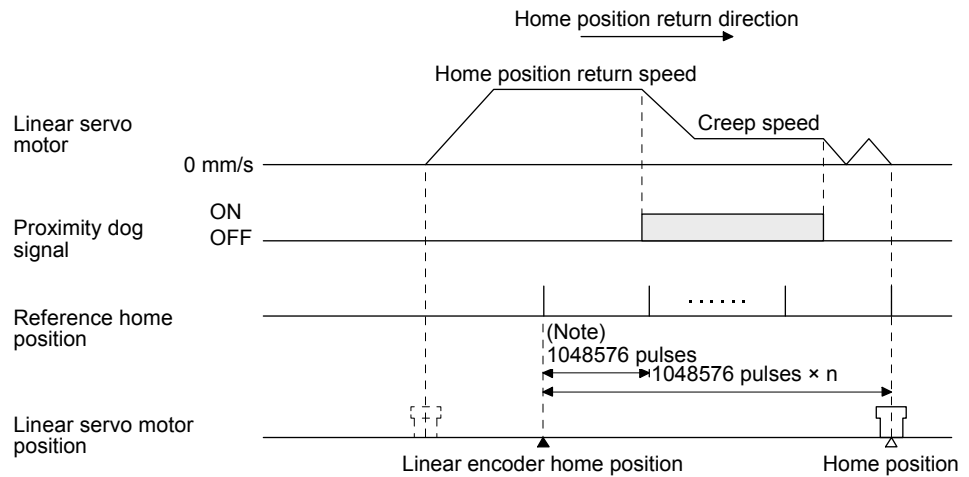 Home position return direction
Home position return speed
Linear servo
motor
Creep speed
0 mm/s
Proximity dog
signal
ON
OFF
Reference home
position
(Note)
1048576 pulses
1048576 pulses × n
Linear servo motor
position
Linear encoder home position
Home position